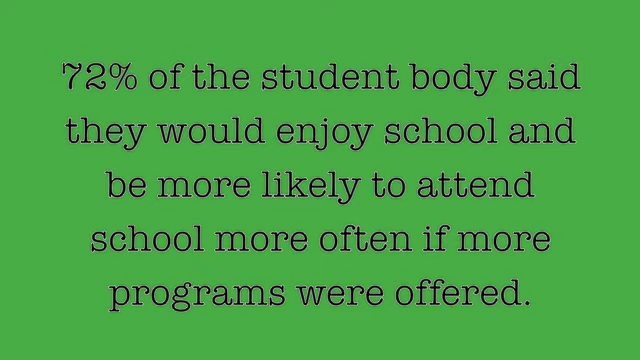 72% of the student body said
they would enjoy school and
be more likely to attend
school more often if more
programs were offered.